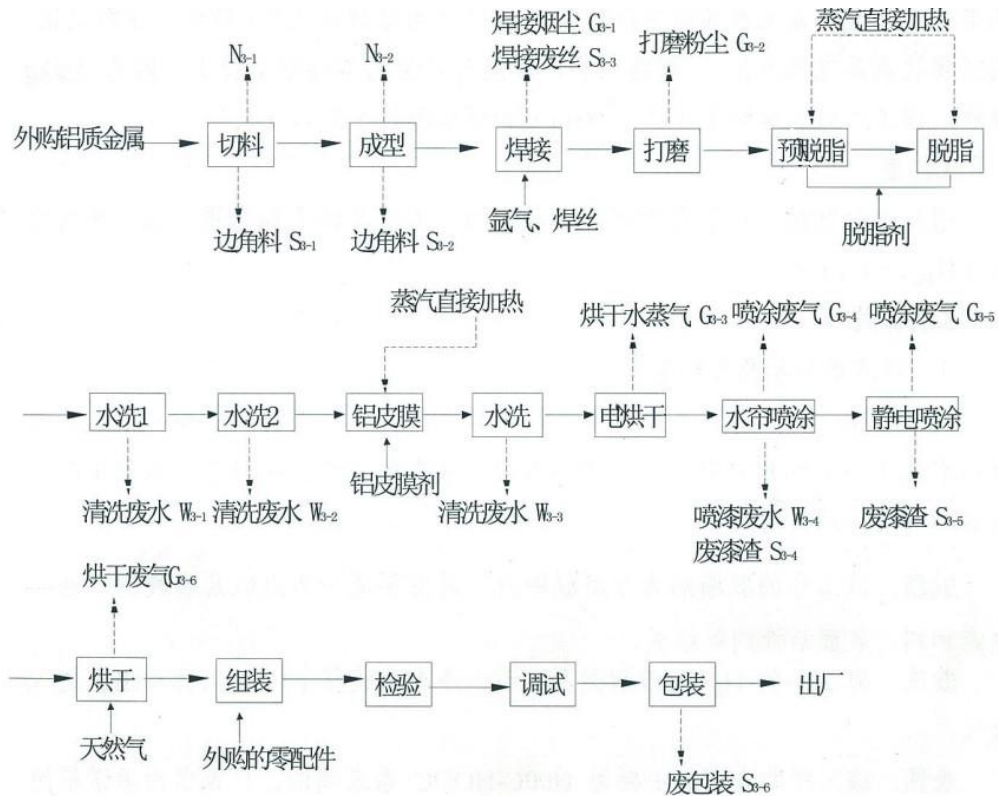 焊接烟尘 G3-1
焊接废丝 S3-3
打磨粉尘 G3-2
蒸汽直接加热
N3-1
N3-2
外购铝质金属
切料
成型
焊接
打磨
预脱脂
脱脂
边角料 S3-1
边角料 S3-2
氩气、焊丝
脱脂剂
蒸汽直接加热
烘干水蒸气 G3-3
喷涂废气 G3-4
喷涂废气 G3-5
水洗1
水洗2
铝皮膜
水洗
电烘干
水帘喷涂
静电喷涂
铝皮膜剂
清洗废水 W3-1
清洗废水 W3-2
清洗废水 W3-3
喷漆废水 W3-4
废漆渣 S3-4
废漆渣 S3-5
烘干废气G3-6
烘干
组装
检验
调试
包装
出厂
天然气
外购的零配件
废包装 S3-6